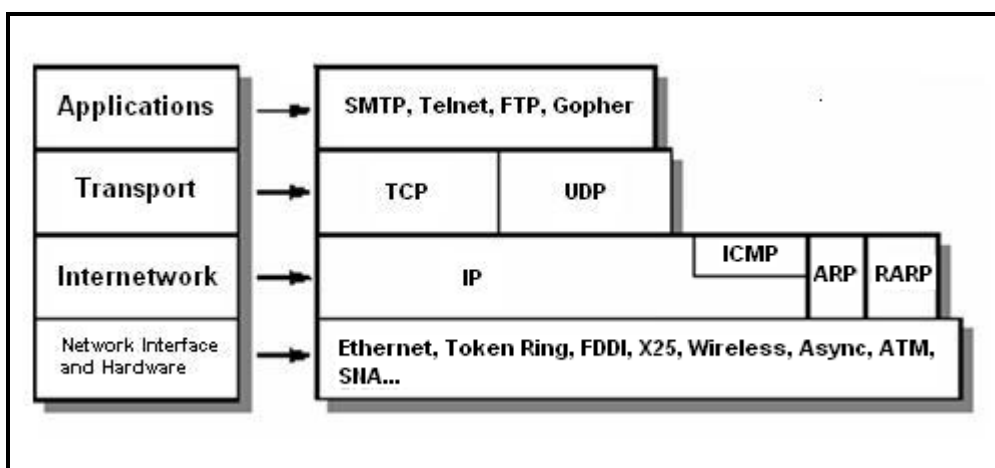 Applications
SMTP, Telnet, FTP, Gopher
Transport
TCP
UDP
Internetwork
IP
ICMP
ARP
RARP
Network Interface
and Hardware
Ethernet, Token Ring, FDDI, X25, Wireless, Async, ATM,
SNA...